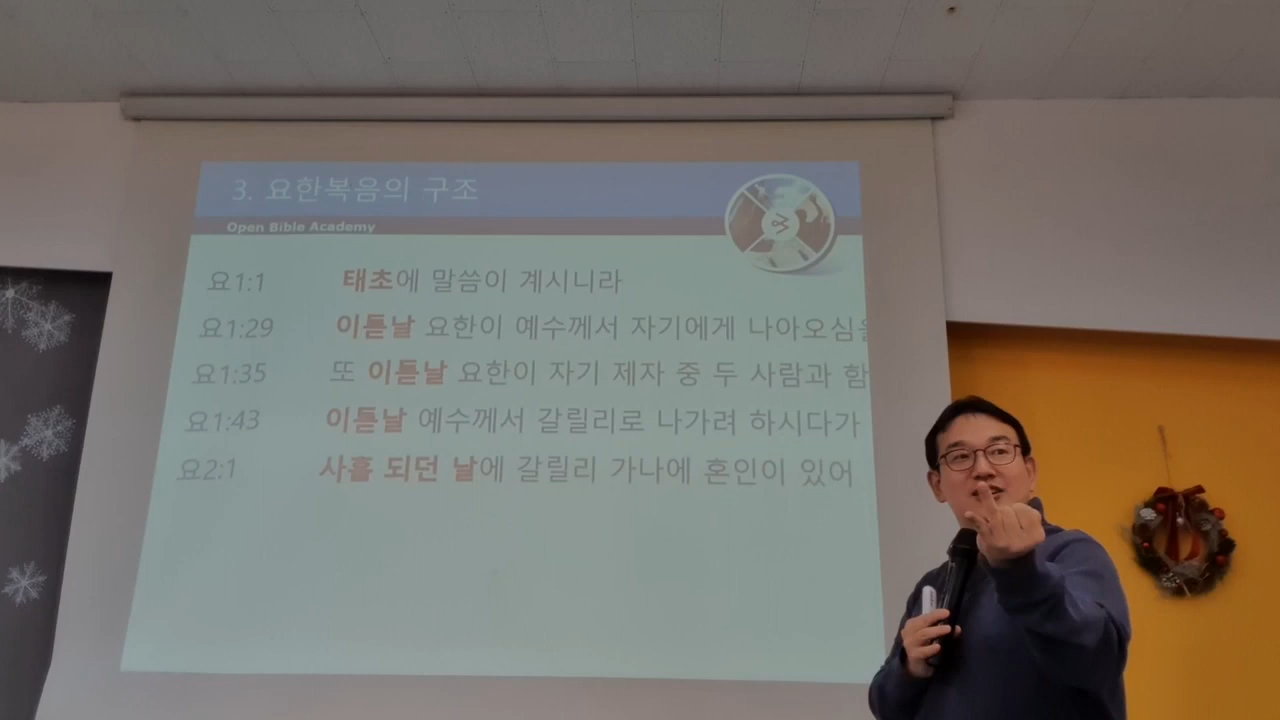 3. 요한복음의 구조
Open Bible Academy
요1:1 태초에 말씀이 계시니라
요1:29 이튿날 요한이 예수께서 자기에게 나아오심을
요1:35 또 이튿날 요한이 자기 제자 중 두 사람과 함
요1:43 이튿날 예수께서 갈릴리로 나가려 하시다가
요2:1 사흘 되던 날에 갈릴리 가나에 혼인이 있어